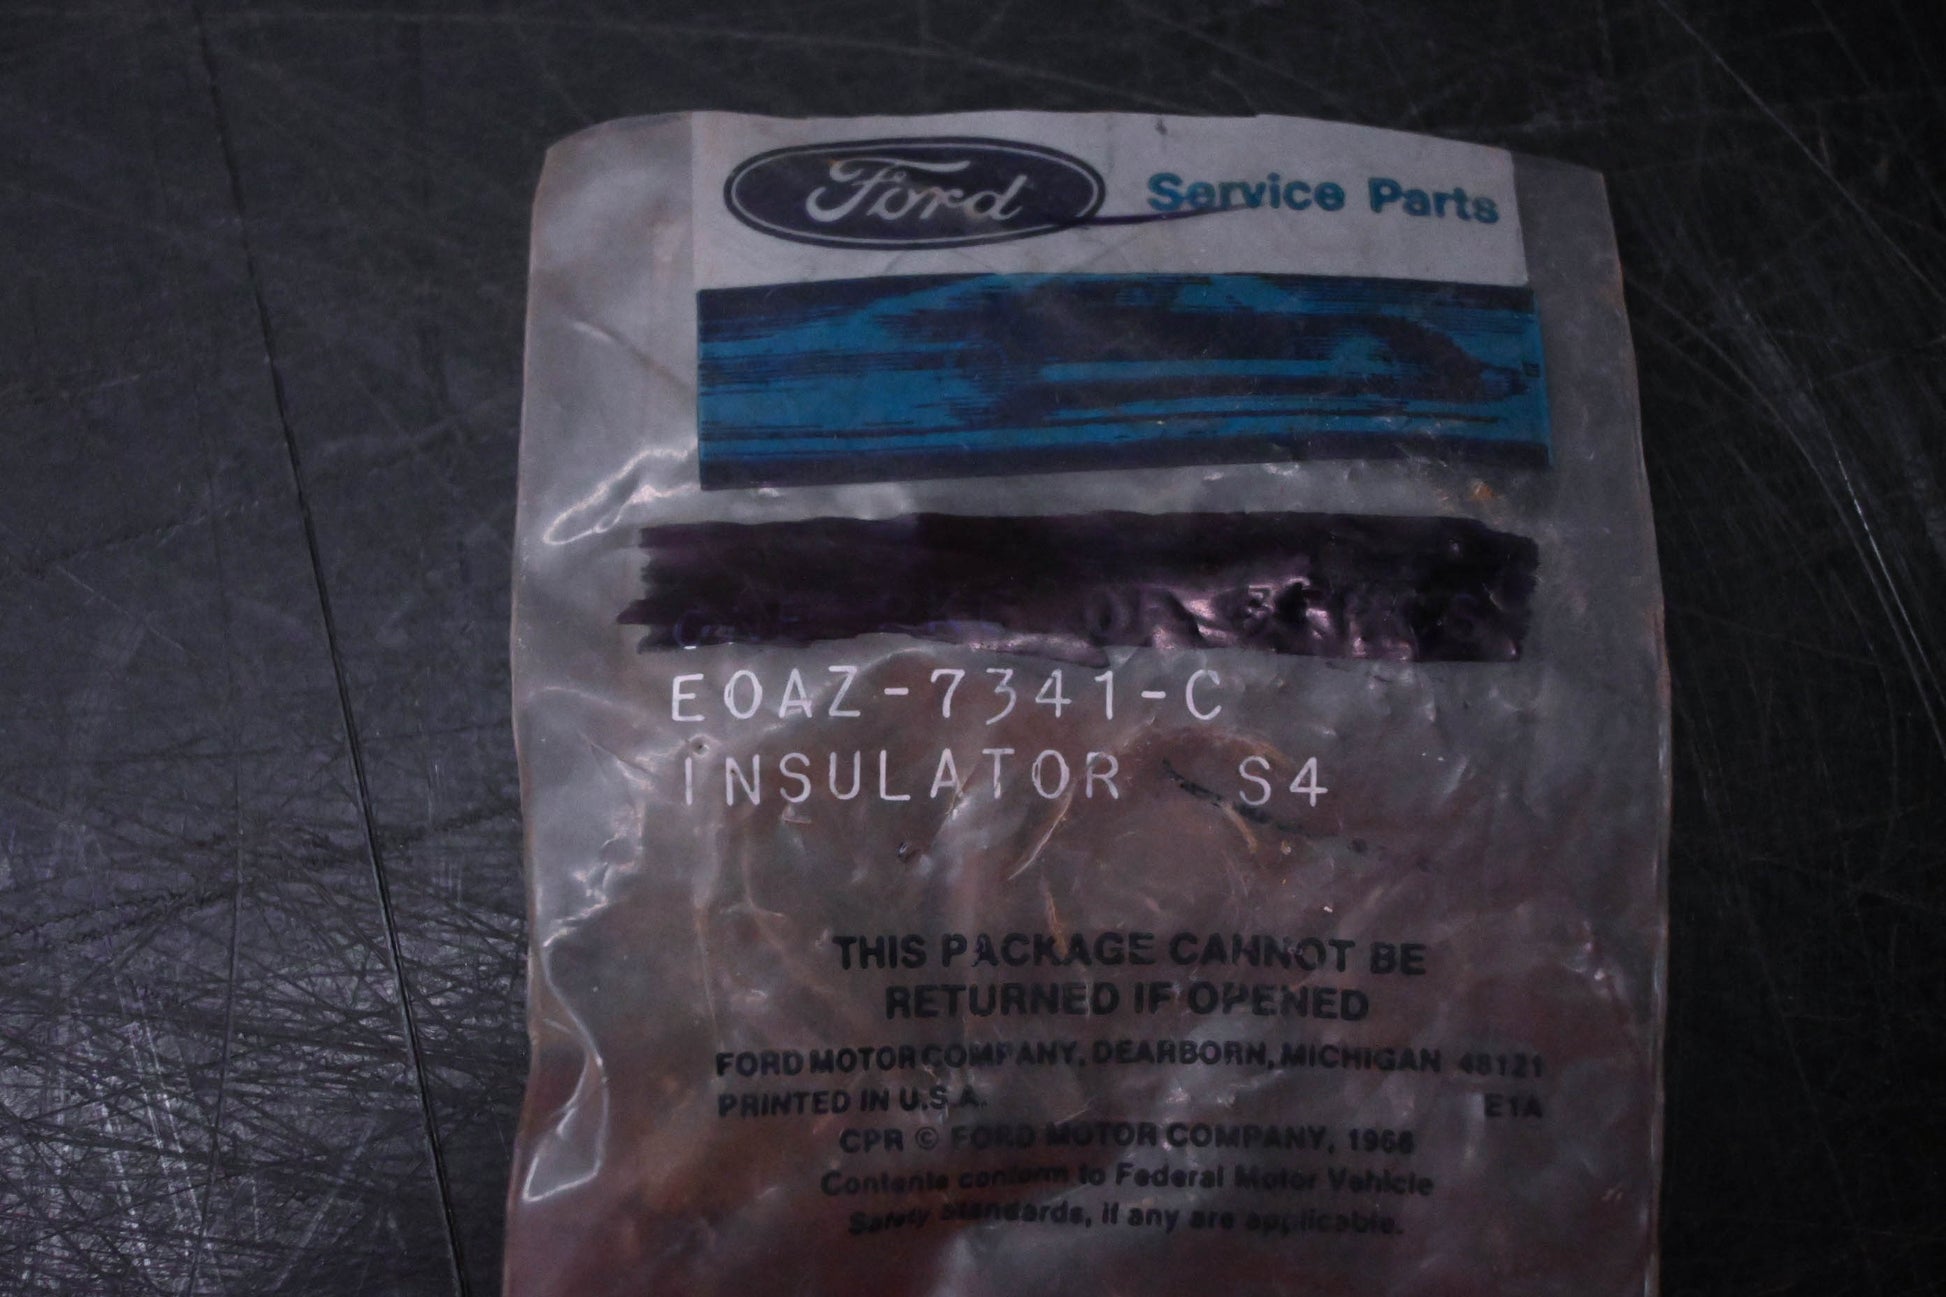 Ford Service Parts
E0AZ-7341-C
INSULATOR S4
THIS PACKAGE CANNOT BE
RETURNED IF OPENED
FORD MOTOR COMPANY, DEARBORN, MICHIGAN 48121
PRINTED IN U.S.A. E1A
CPR © FORD MOTOR COMPANY,
Contents conform to Federal Motor Vehicle
Safety standards, if any are applicable.